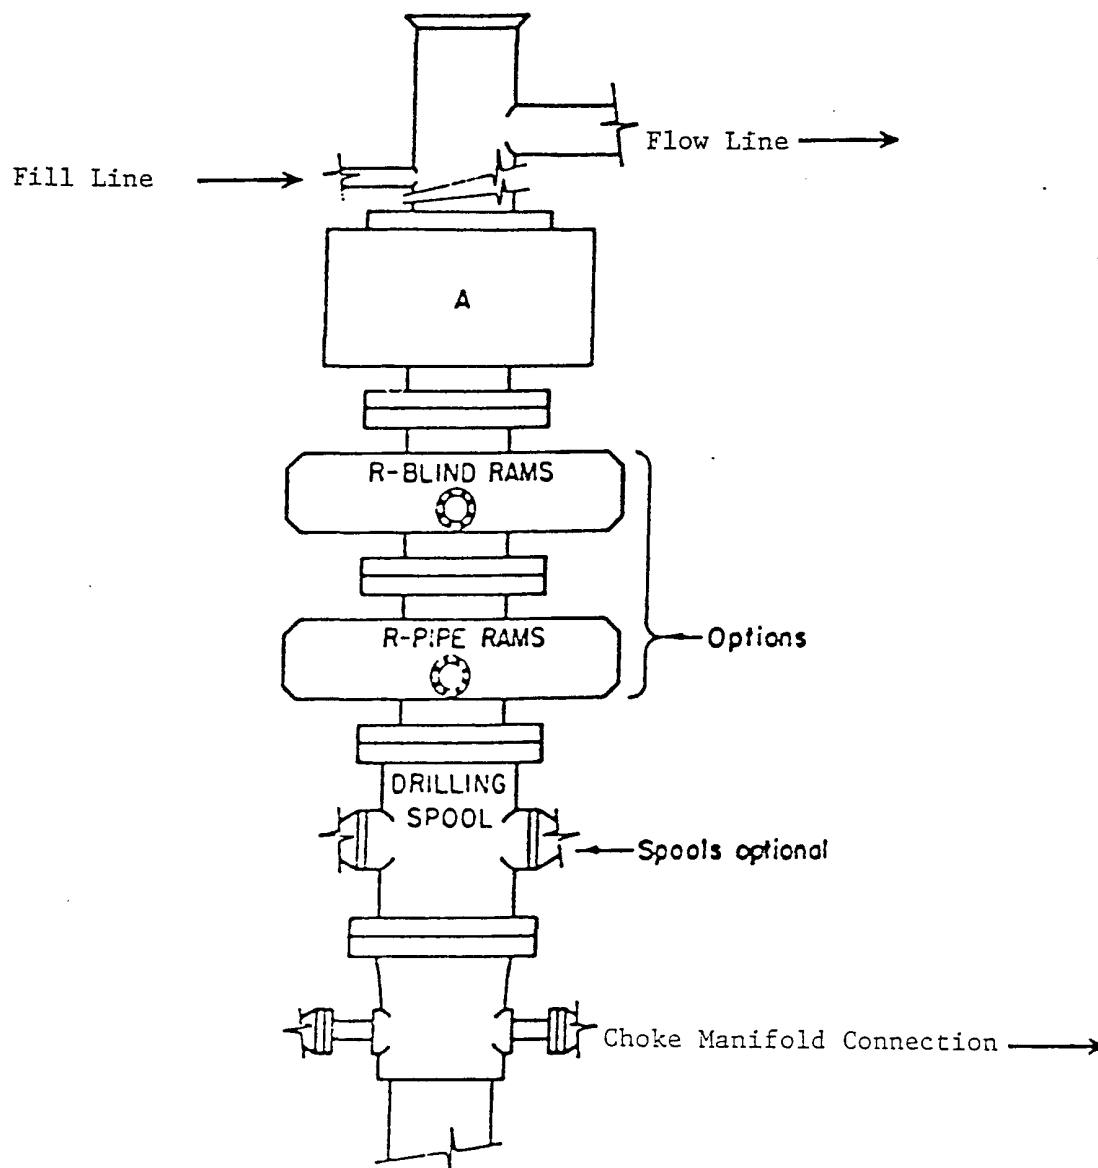 Flow Line
Fill Line
A
R-BLIND RAMS
R-PIPE RAMS
Options
DRILLING
SPOOL
Spools optional
Choke Manifold Connection